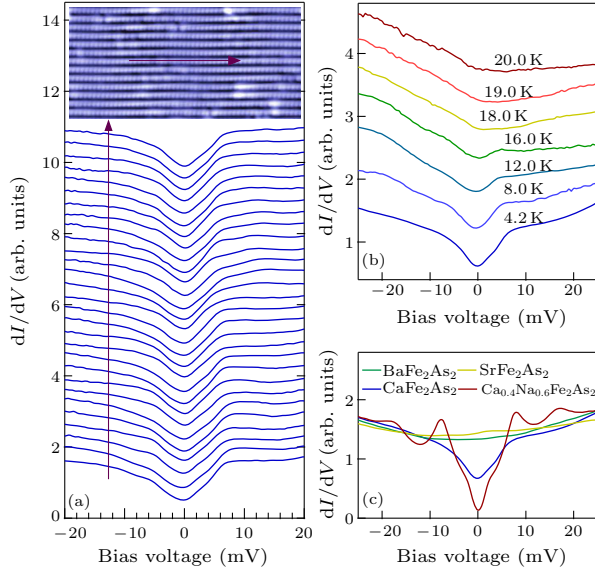 14
12
10
8
6
4
2
0
dI/dV (arb. units)
(a)
−20
−10
0
10
20
Bias voltage (mV)
4
3
2
1
dI/dV (arb. units)
20.0 K
19.0 K
18.0 K
16.0 K
12.0 K
8.0 K
4.2 K
(b)
−20
−10
0
10
20
Bias voltage (mV)
BaFe₂As₂
SrFe₂As₂
CaFe₂As₂
Ca₀.₄Na₀.₆Fe₂As₂
2
1
0
dI/dV (arb. units)
(c)
−20
−10
0
10
20
Bias voltage (mV)